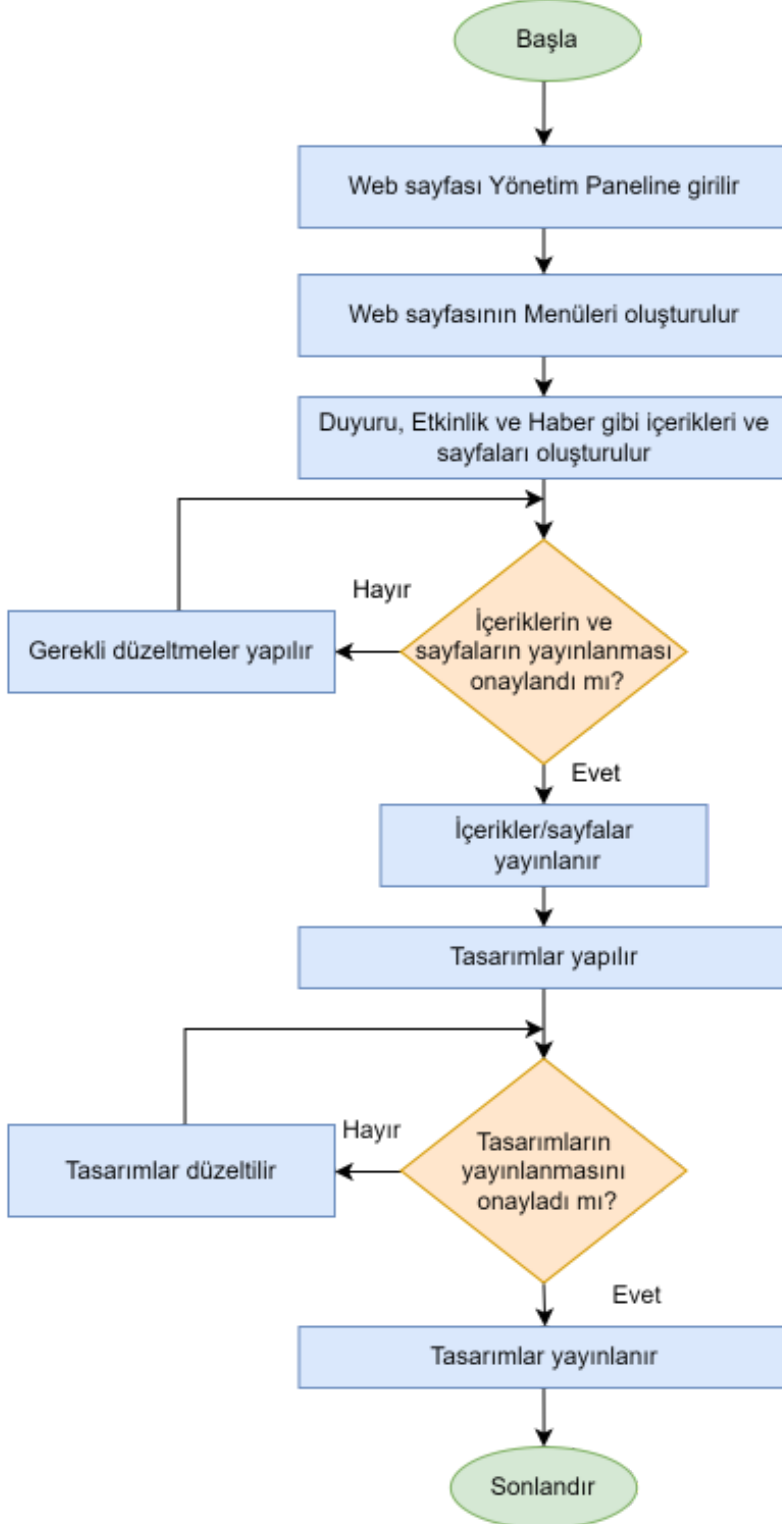 Başla
Web sayfası Yönetim Paneline girilir
Web sayfasının Menüleri oluşturulur
Duyuru, Etkinlik ve Haber gibi içerikleri ve
sayfaları oluşturulur
Hayır
Gerekli düzeltmeler yapılır
İçeriklerin ve
sayfaların yayınlanması
onaylandı mı?
Evet
İçerikler/sayfalar
yayınlanır
Tasarımlar yapılır
Hayır
Tasarımlar düzeltilir
Tasarımların
yayınlanmasını
onayladı mı?
Evet
Tasarımlar yayınlanır
Sonlandır